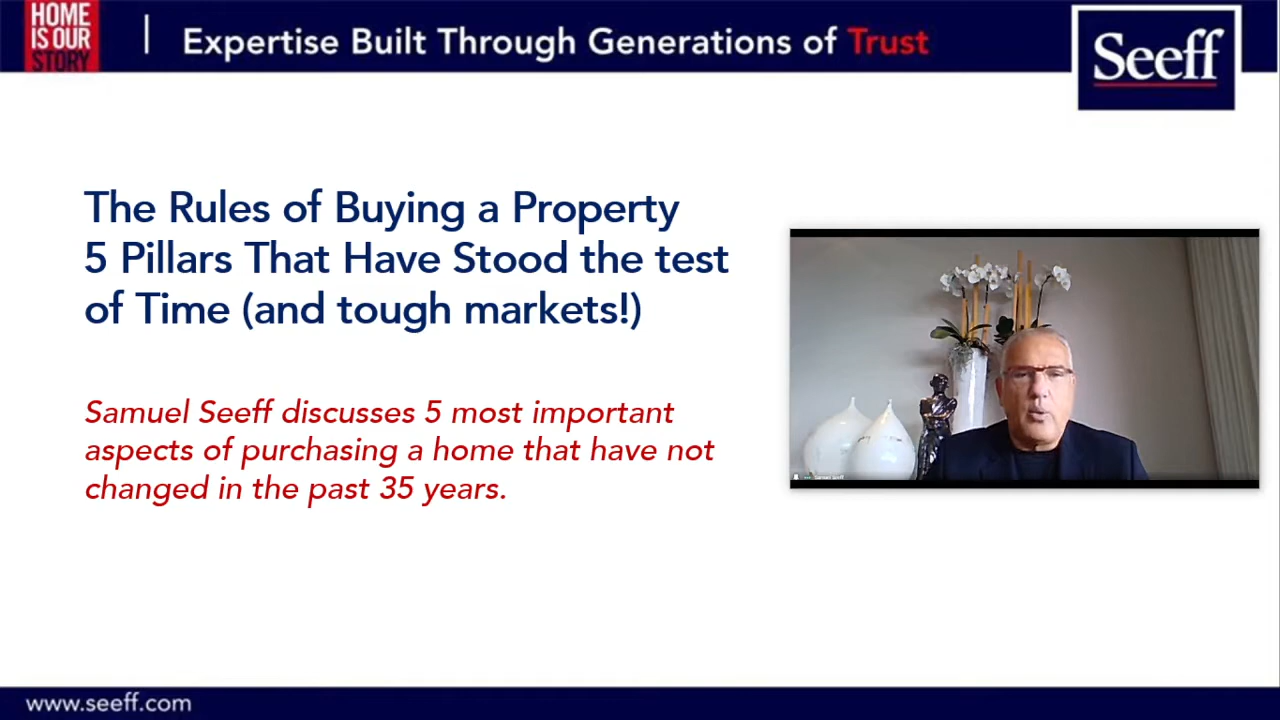 HOME
IS OUR
STORY
Expertise Built Through Generations of Trust
Seeff
The Rules of Buying a Property
5 Pillars That Have Stood the test
of Time (and tough markets!)
Samuel Seeff discusses 5 most important
aspects of purchasing a home that have not
changed in the past 35 years.
Samuel Seeff
www.seeff.com